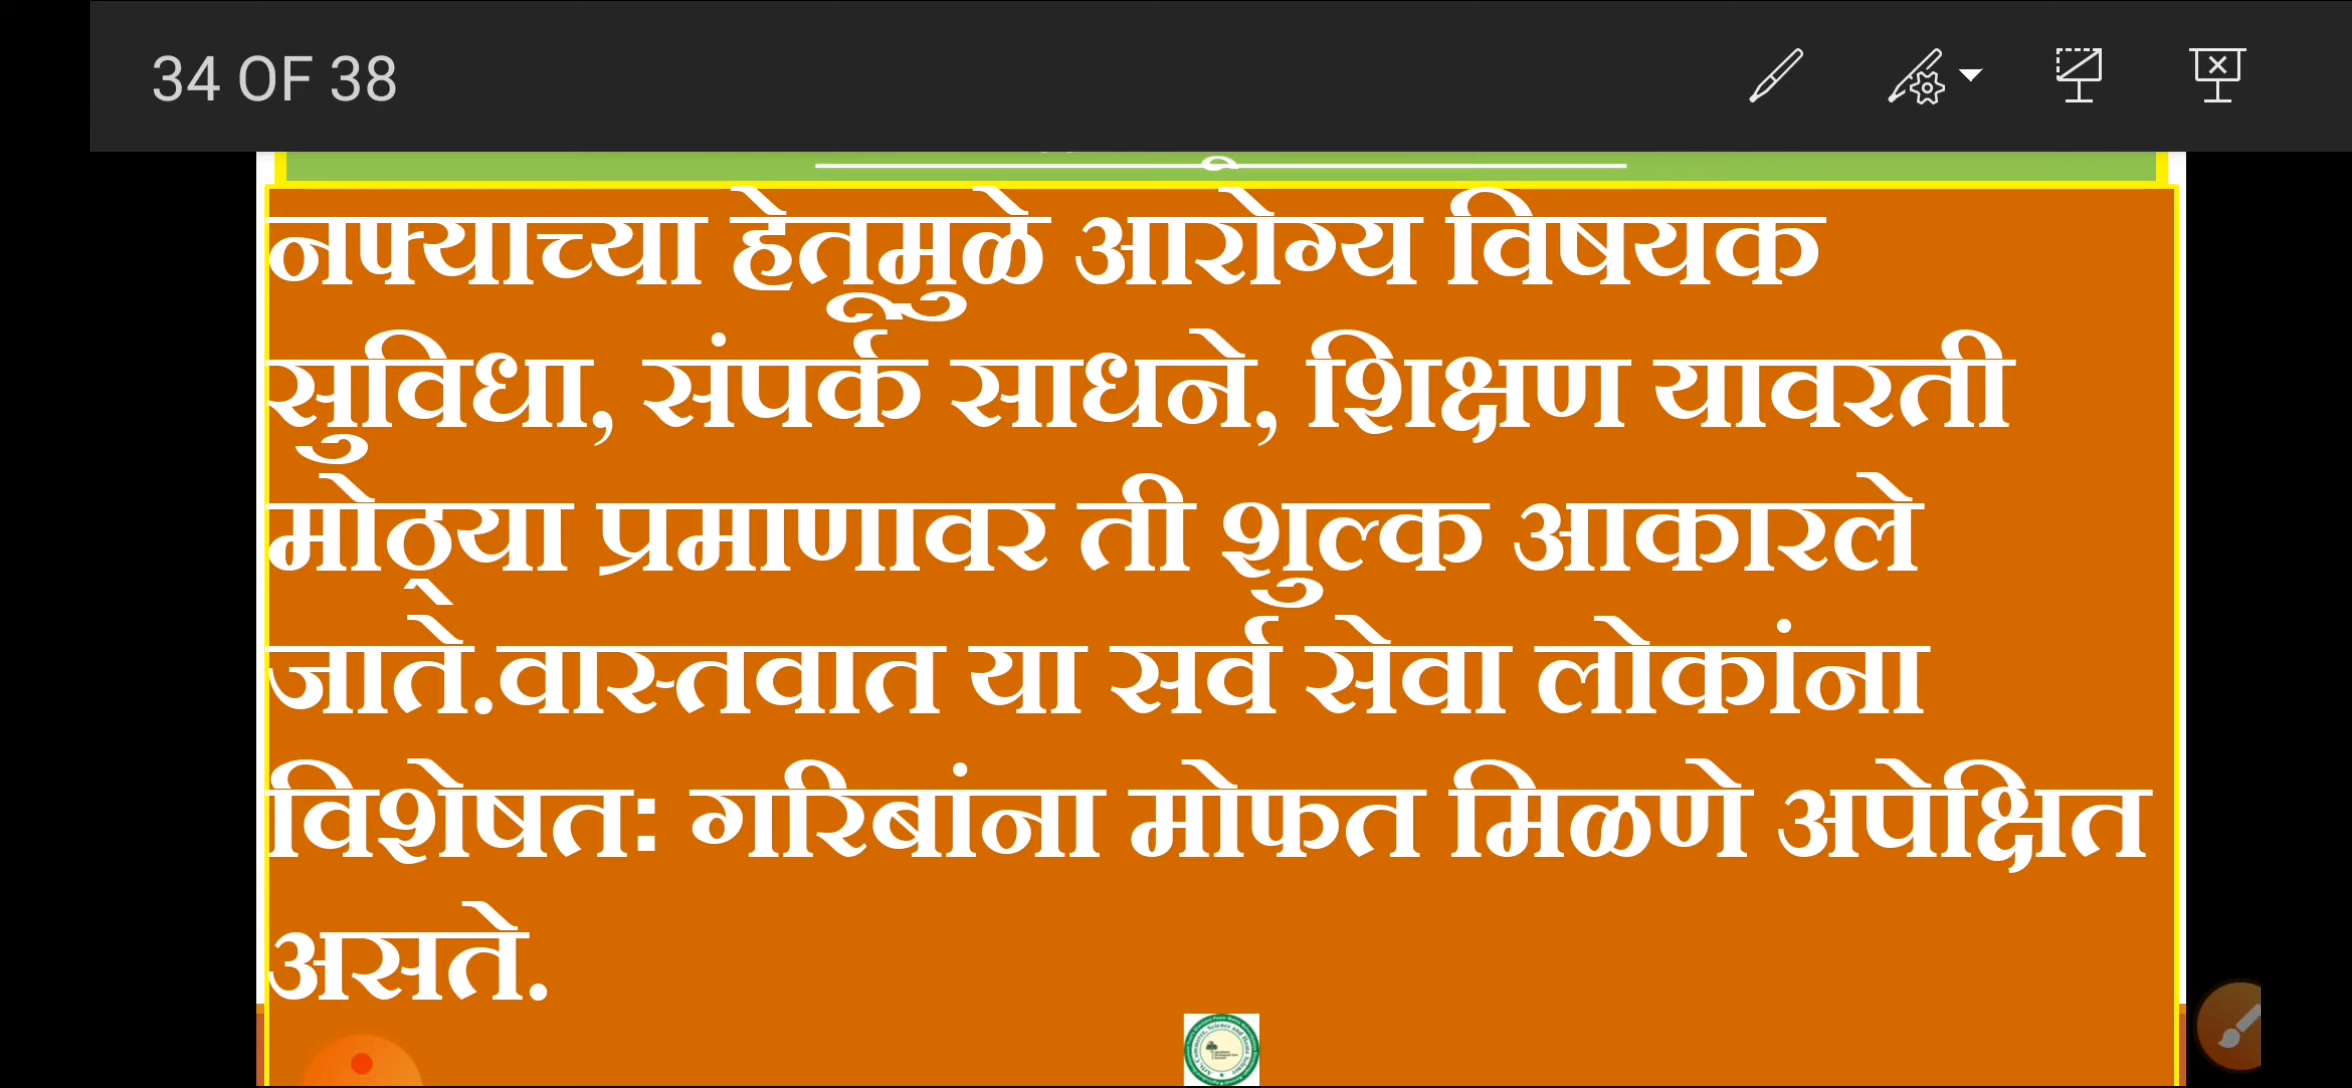 34 OF 38
नफ्याच्या हेतूमुळे आरोग्य विषयक
सुविधा, संपर्क साधने, शिक्षण यावरती
मोठ्या प्रमाणावर ती शुल्क आकारले
जाते.वास्तवात या सर्व सेवा लोकांना
विशेषतः गरिबांना मोफत मिळणे अपेक्षित
असते.